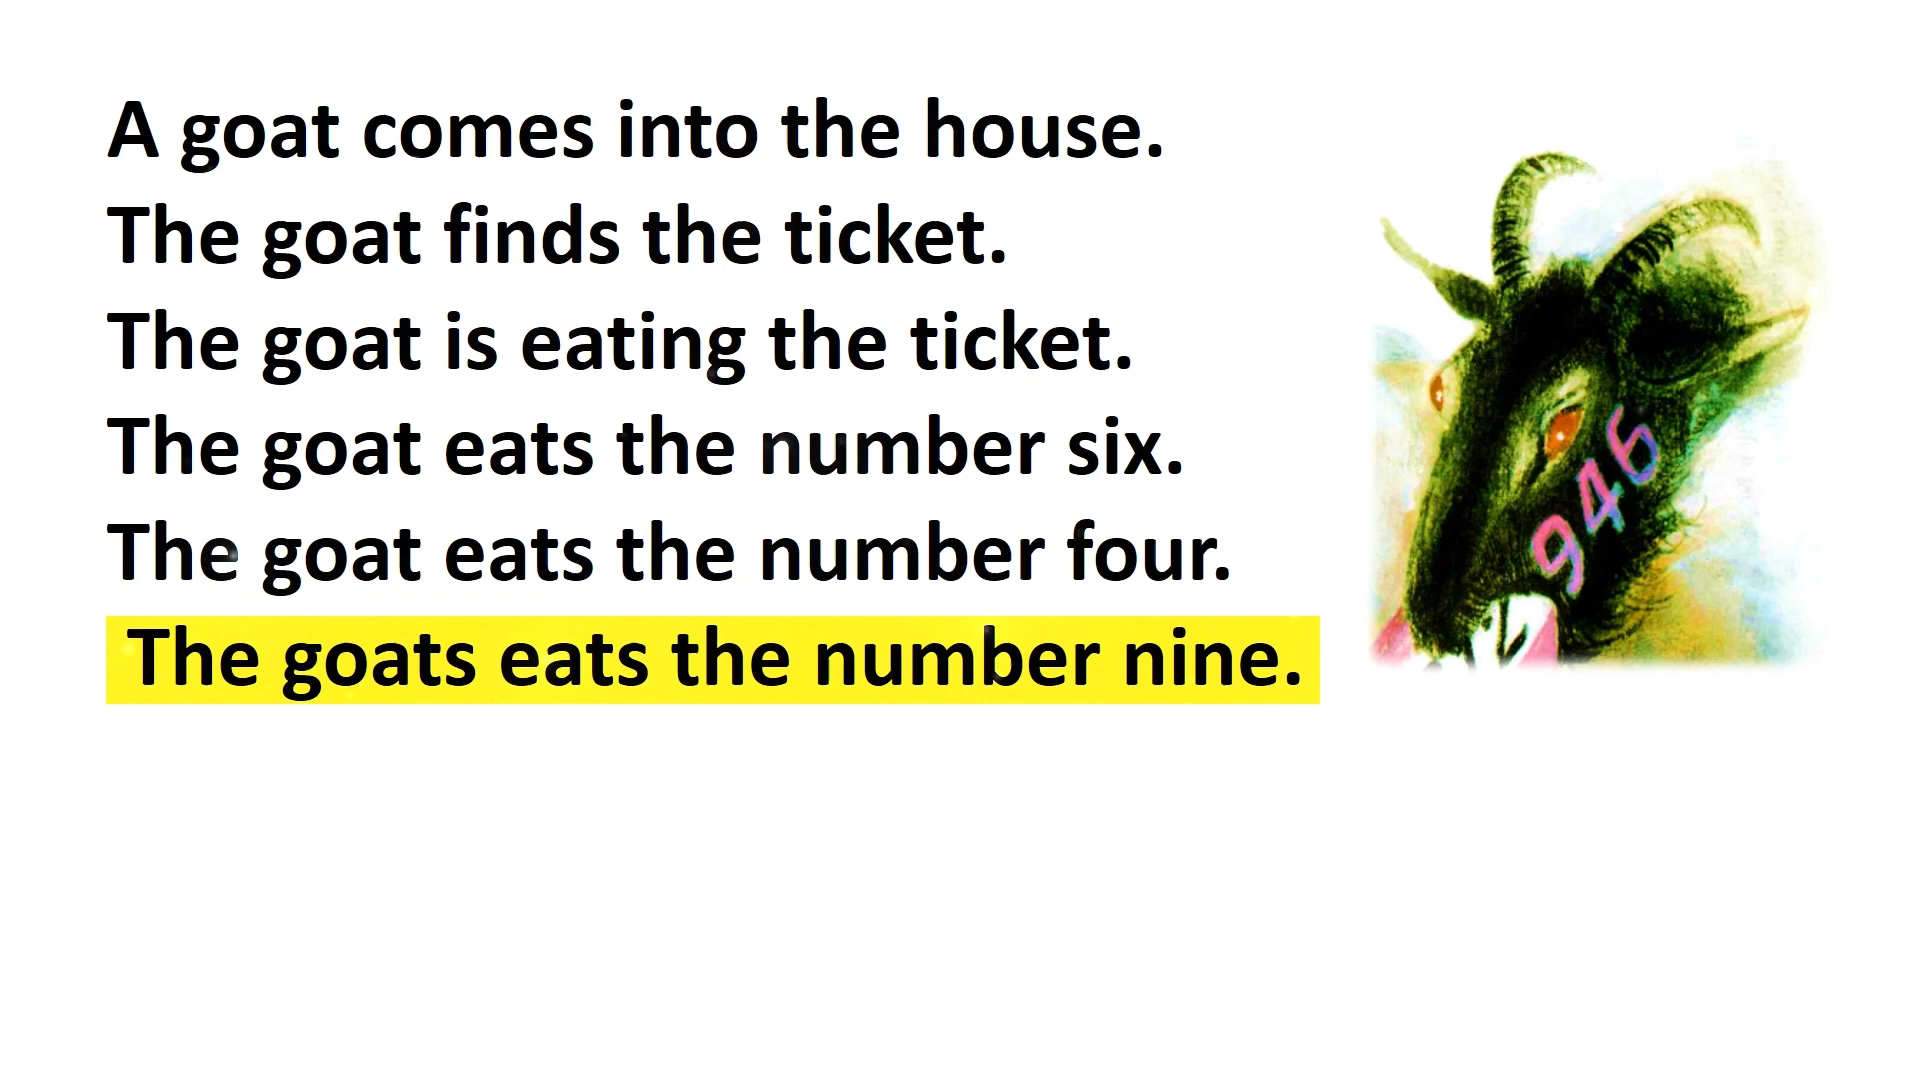 A goat comes into the house.
The goat finds the ticket.
The goat is eating the ticket.
The goat eats the number six.
The goat eats the number four.
The goats eats the number nine.
946